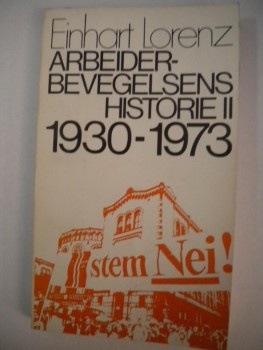 Einhart Lorenz
ARBEIDER-
BEVEGELSENS
HISTORIE II
1930-1973
stem Nei!